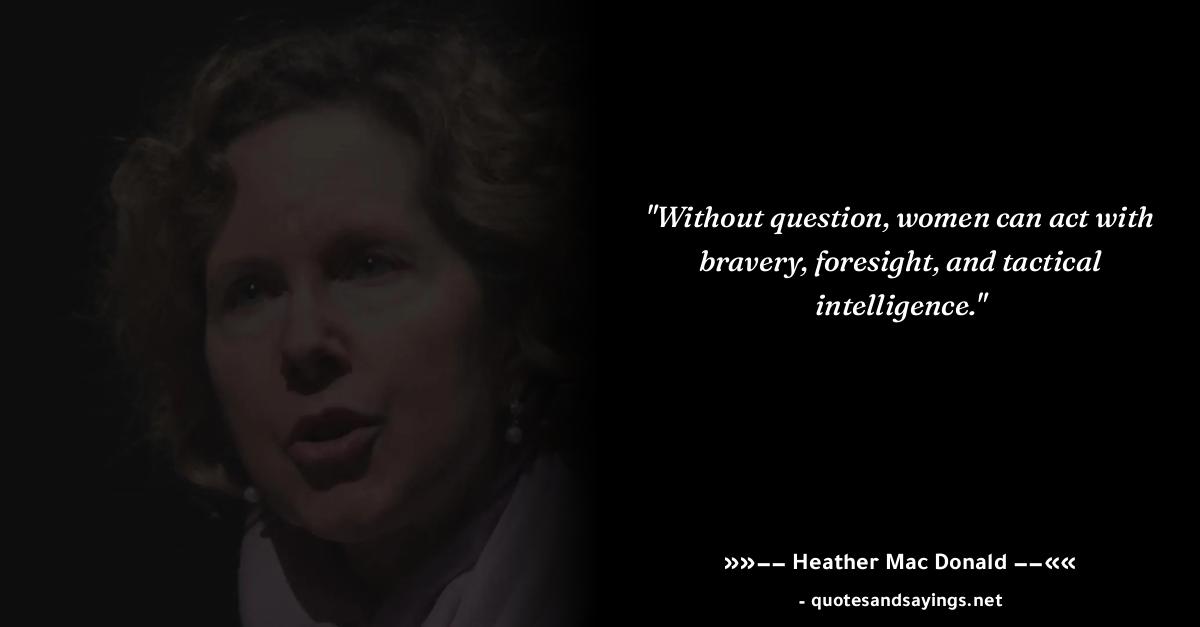 "Without question, women can act with
bravery, foresight, and tactical
intelligence."
»»−− Heather Mac Donald −−««
- quotesandsayings.net